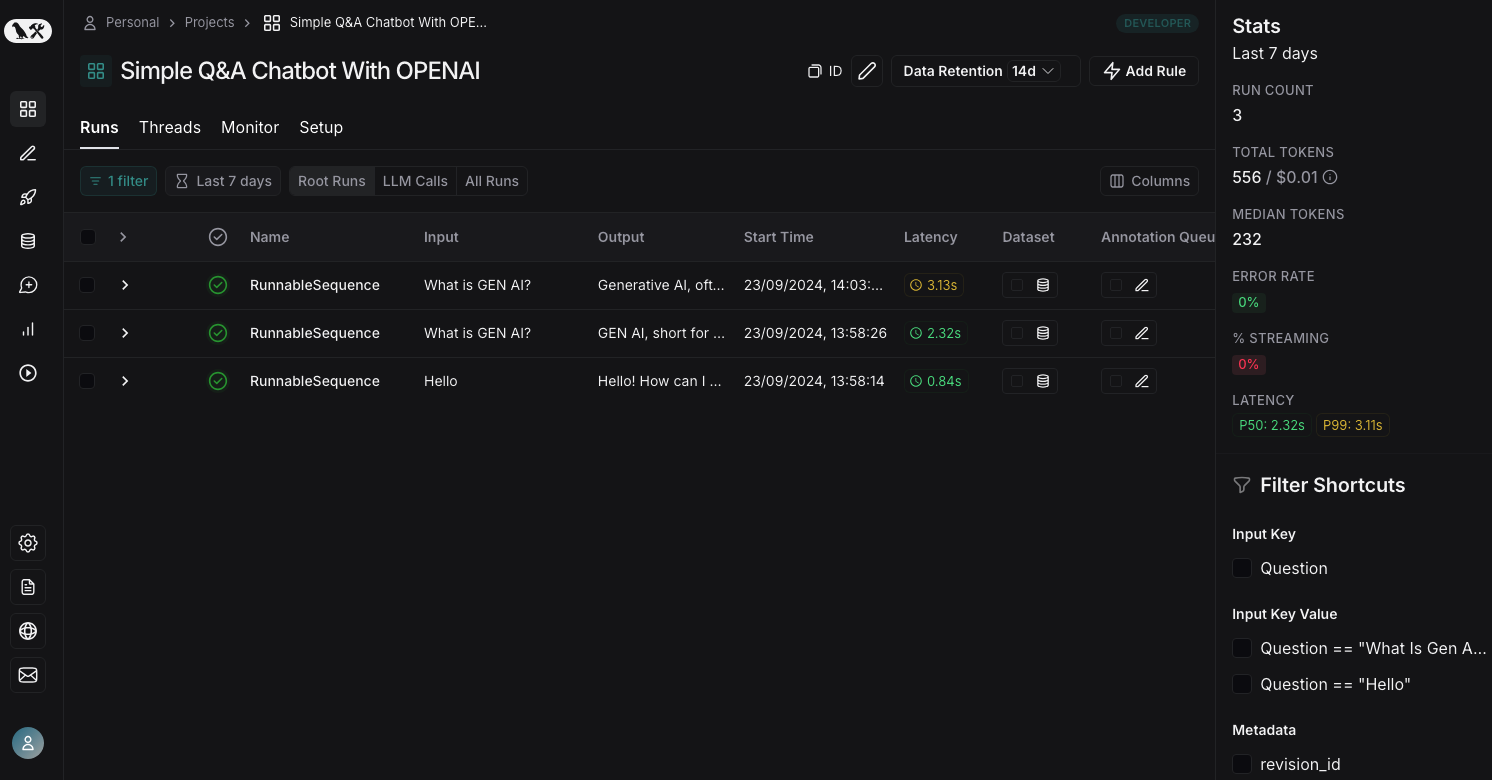 Personal > Projects > Simple Q&A Chatbot With OPE...
DEVELOPER
Simple Q&A Chatbot With OPENAI
ID
Data Retention 14d
Add Rule
Runs Threads Monitor Setup
1 filter Last 7 days Root Runs LLM Calls All Runs Columns
Name Input Output Start Time Latency Dataset Annotation Queu
RunnableSequence What is GEN AI? Generative AI, oft... 23/09/2024, 14:03:... 3.13s
RunnableSequence What is GEN AI? GEN AI, short for ... 23/09/2024, 13:58:26 2.32s
RunnableSequence Hello Hello! How can I ... 23/09/2024, 13:58:14 0.84s
Stats
Last 7 days
RUN COUNT
3
TOTAL TOKENS
556 / $0.01
MEDIAN TOKENS
232
ERROR RATE
0%
% STREAMING
0%
LATENCY
P50: 2.32s P99: 3.11s
Filter Shortcuts
Input Key
Question
Input Key Value
Question == "What Is Gen A...
Question == "Hello"
Metadata
revision_id